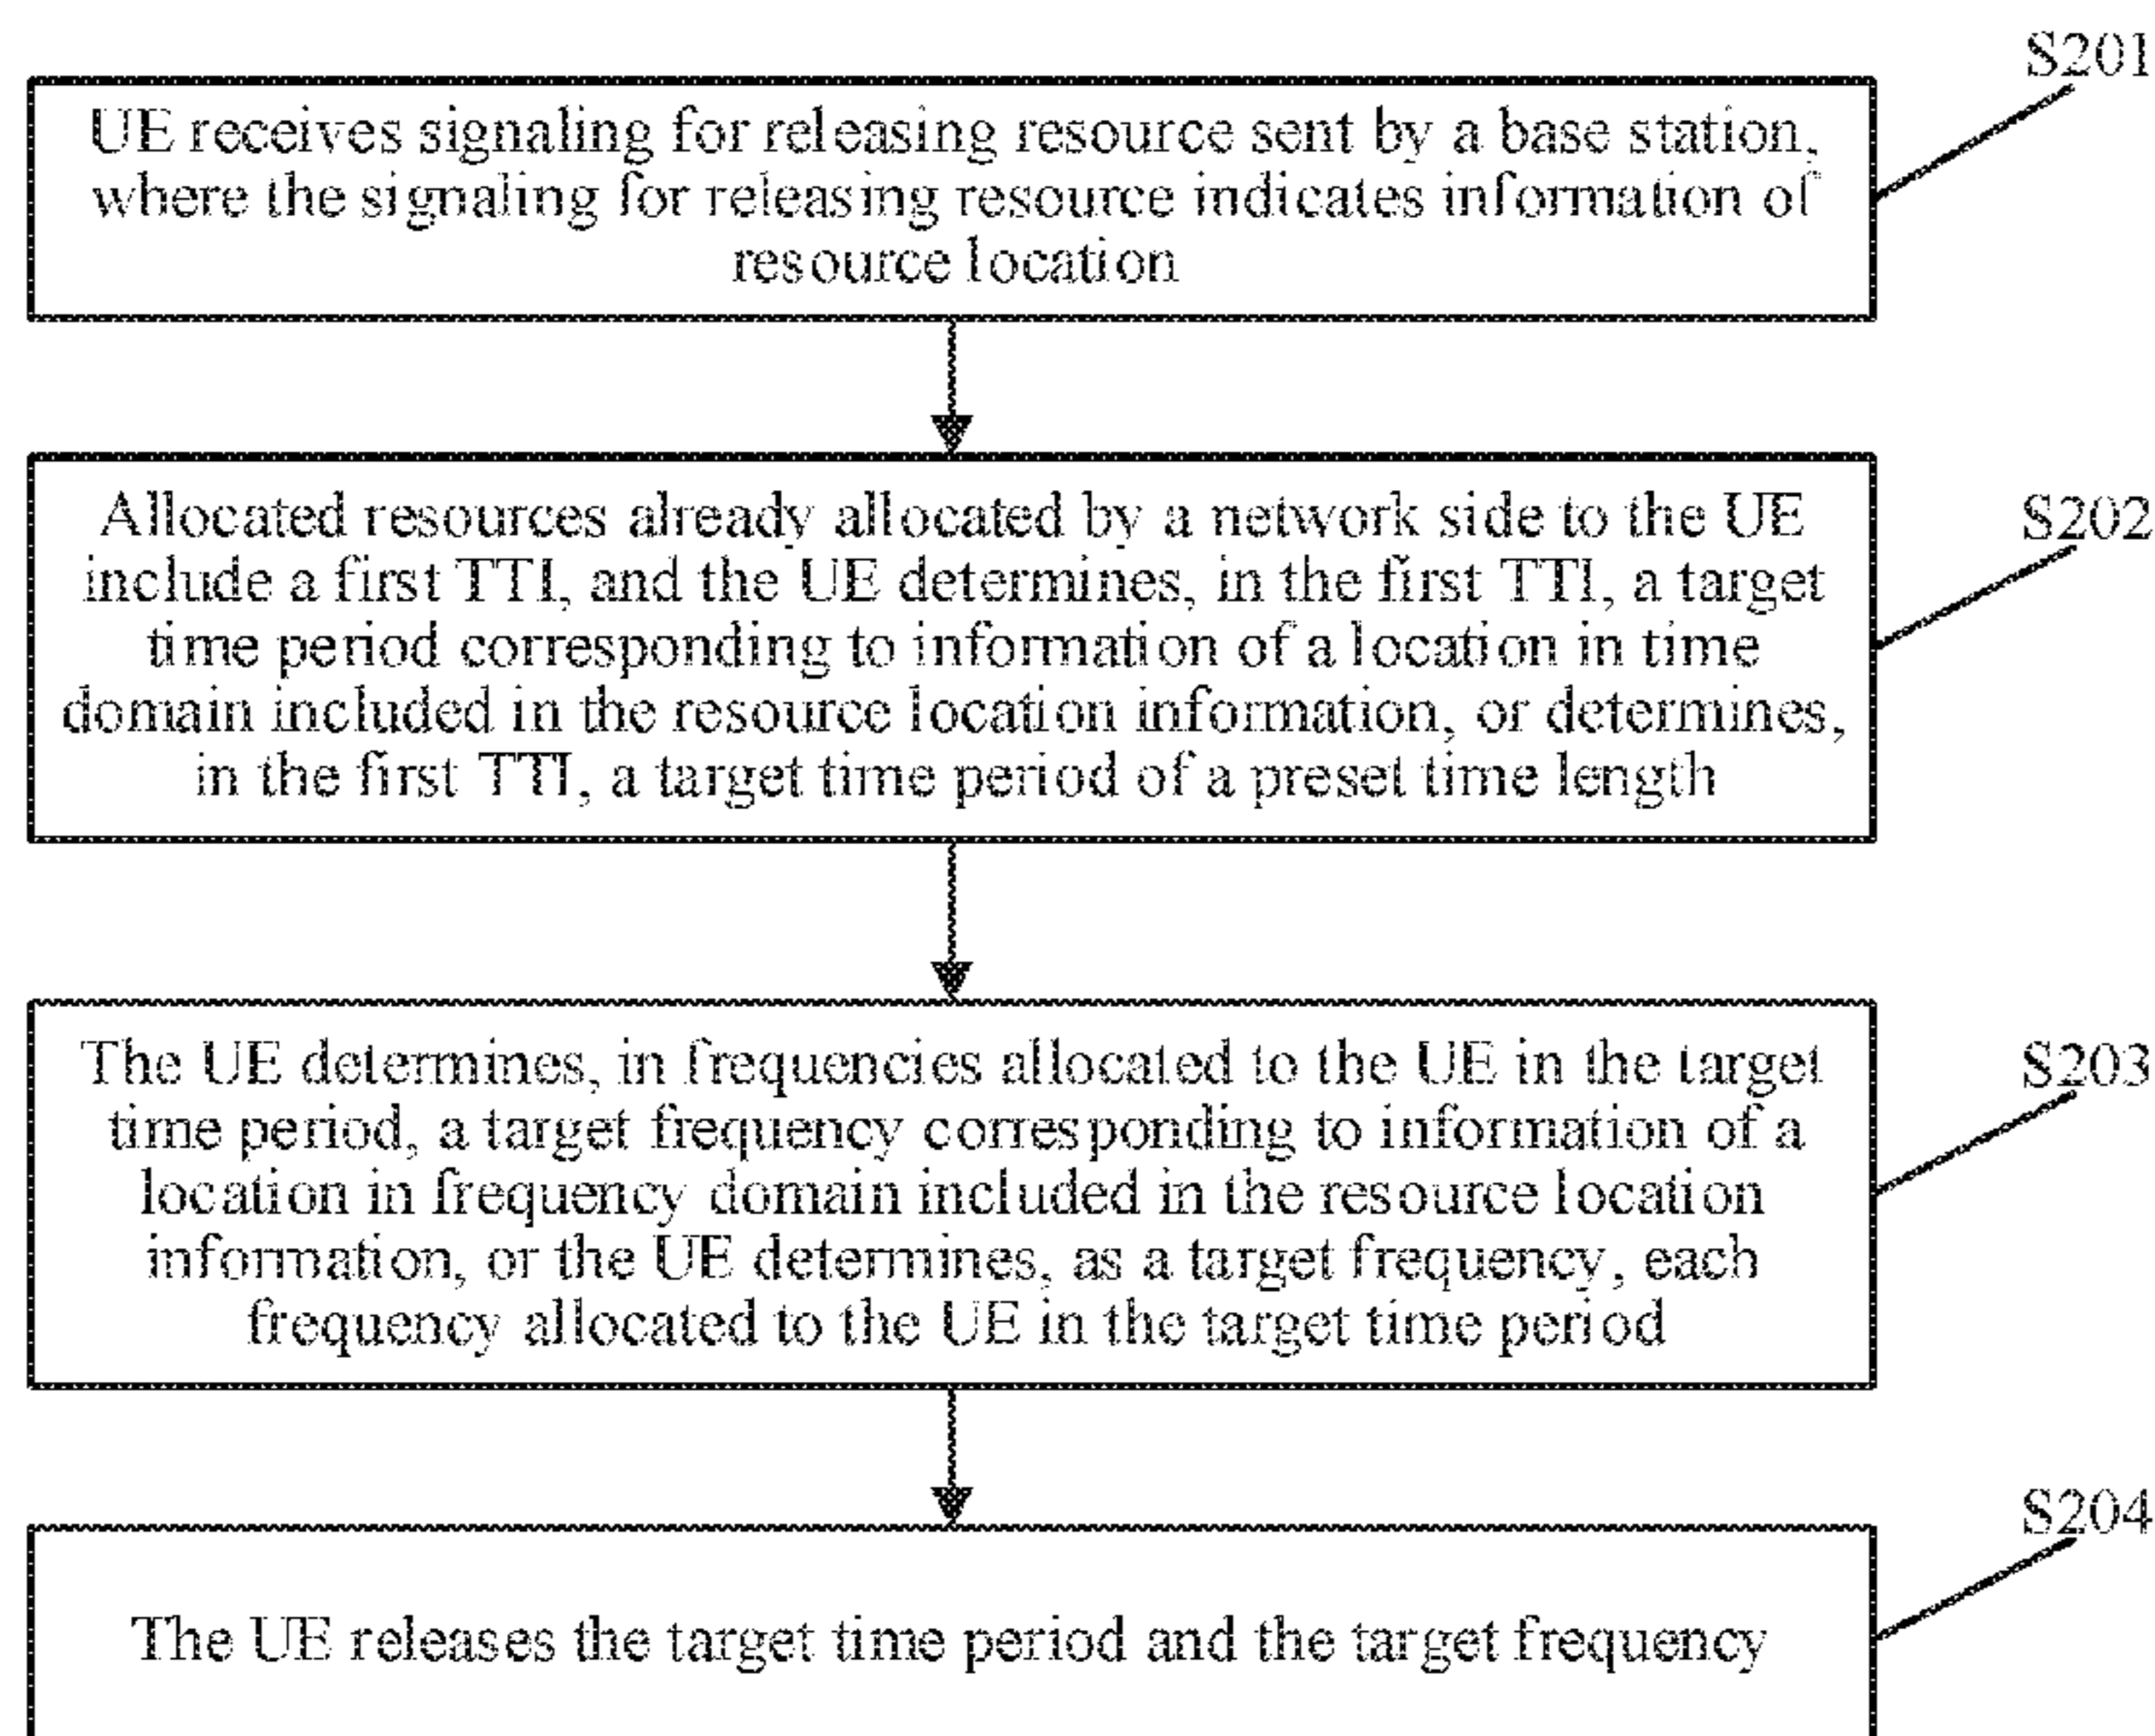 S201
UE receives signaling for releasing resource sent by a base station,
where the signaling for releasing resource indicates information of
resource location
S202
Allocated resources already allocated by a network side to the UE
include a first TTI, and the UE determines, in the first TTI, a target
time period corresponding to information of a location in time
domain included in the resource location information, or determines,
in the first TTI, a target time period of a preset time length
S203
The UE determines, in frequencies allocated to the UE in the target
time period, a target frequency corresponding to information of a
location in frequency domain included in the resource location
information, or the UE determines, as a target frequency, each
frequency allocated to the UE in the target time period
S204
The UE releases the target time period and the target frequency